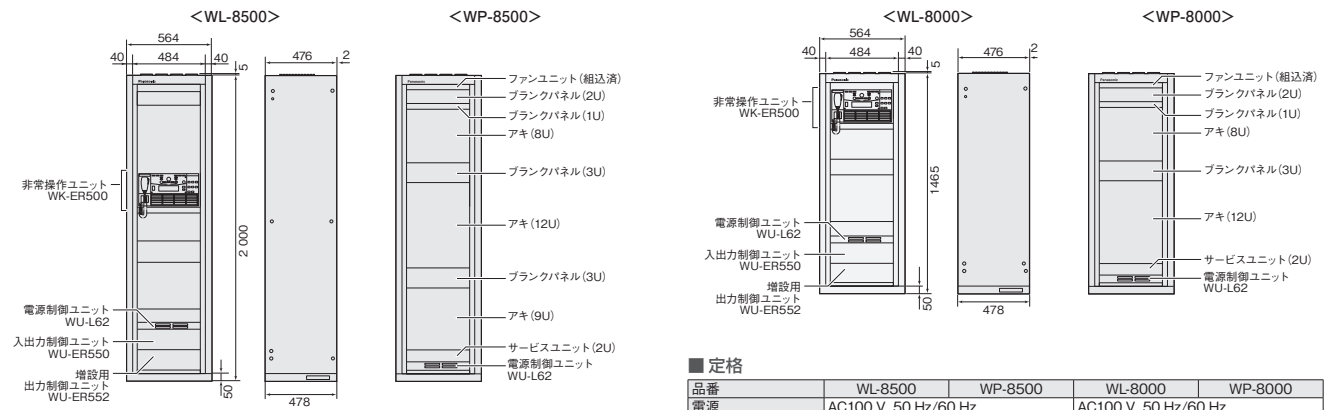 <WL-8500>
564
40 484 40
5
476 2
2 000
50
478
非常操作ユニット
WK-ER500
電源制御ユニット
WU-L62
入出力制御ユニット
WU-ER550
増設用
出力制御ユニット
WU-ER552
<WP-8500>
Panasonic
ファンユニット(組込済)
ブランクパネル(2U)
ブランクパネル(1U)
アキ(8U)
ブランクパネル(3U)
アキ(12U)
ブランクパネル(3U)
アキ(9U)
サービスユニット(2U)
電源制御ユニット
WU-L62
<WL-8000>
564
40 484 40
5
476 2
1465
50
478
Panasonic
非常操作ユニット
WK-ER500
電源制御ユニット
WU-L62
入出力制御ユニット
WU-ER550
増設用
出力制御ユニット
WU-ER552
<WP-8000>
Panasonic
ファンユニット(組込済)
ブランクパネル(2U)
ブランクパネル(1U)
アキ(8U)
ブランクパネル(3U)
アキ(12U)
サービスユニット(2U)
電源制御ユニット
WU-L62
■ 定格
品番 WL-8500 WP-8500 WL-8000 WP-8000
電源 AC100 V 50 Hz/60 Hz AC100 V 50 Hz/60 Hz